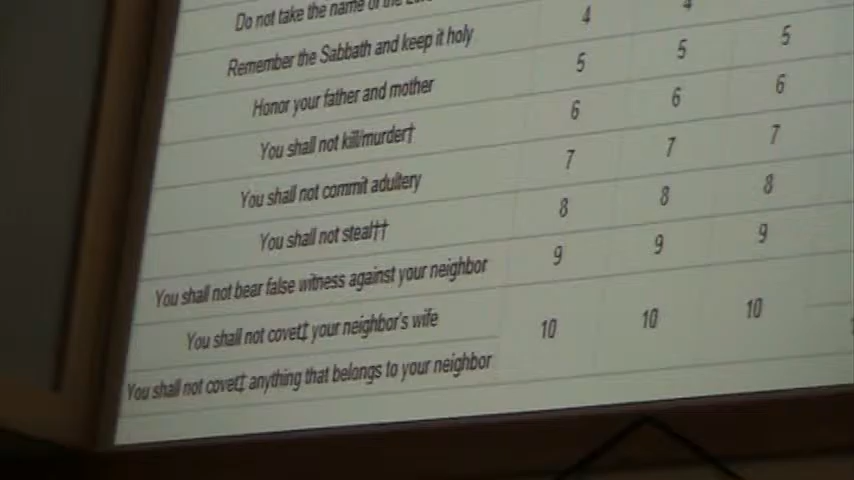 Do not take the name of the
4 4
Remember the Sabbath and keep it holy
5 5 5
Honor your father and mother
6 6 6
You shall not kill/murder†
7 7 7
You shall not commit adultery
8 8 8
You shall not steal††
9 9 9
You shall not bear false witness against your neighbor
You shall not covet‡ your neighbor's wife
10 10 10
You shall not covet‡ anything that belongs to your neighbor